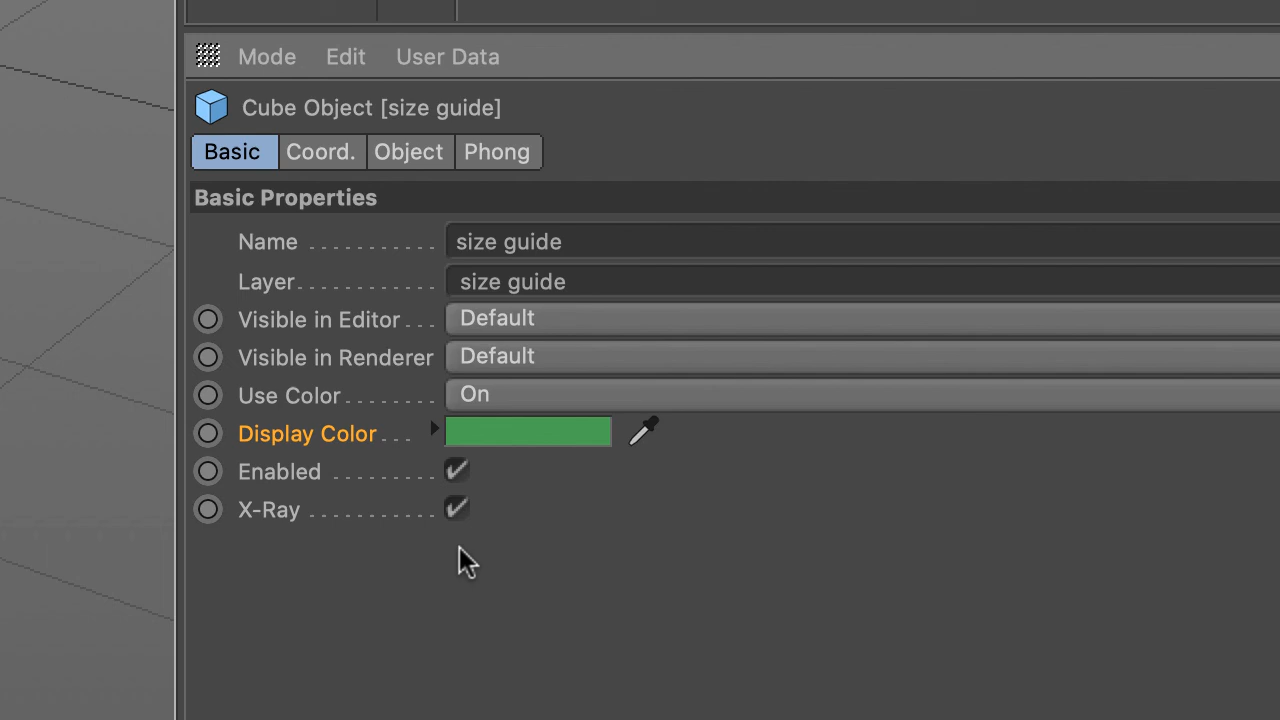 Mode Edit User Data
Cube Object [size guide]
Basic Coord. Object Phong
Basic Properties
Name . . . . . . . . . . . size guide
Layer. . . . . . . . . . . . size guide
Visible in Editor . . . Default
Visible in Renderer Default
Use Color . . . . . . . . On
Display Color . . .
Enabled . . . . . . . . .
X-Ray . . . . . . . . . . .